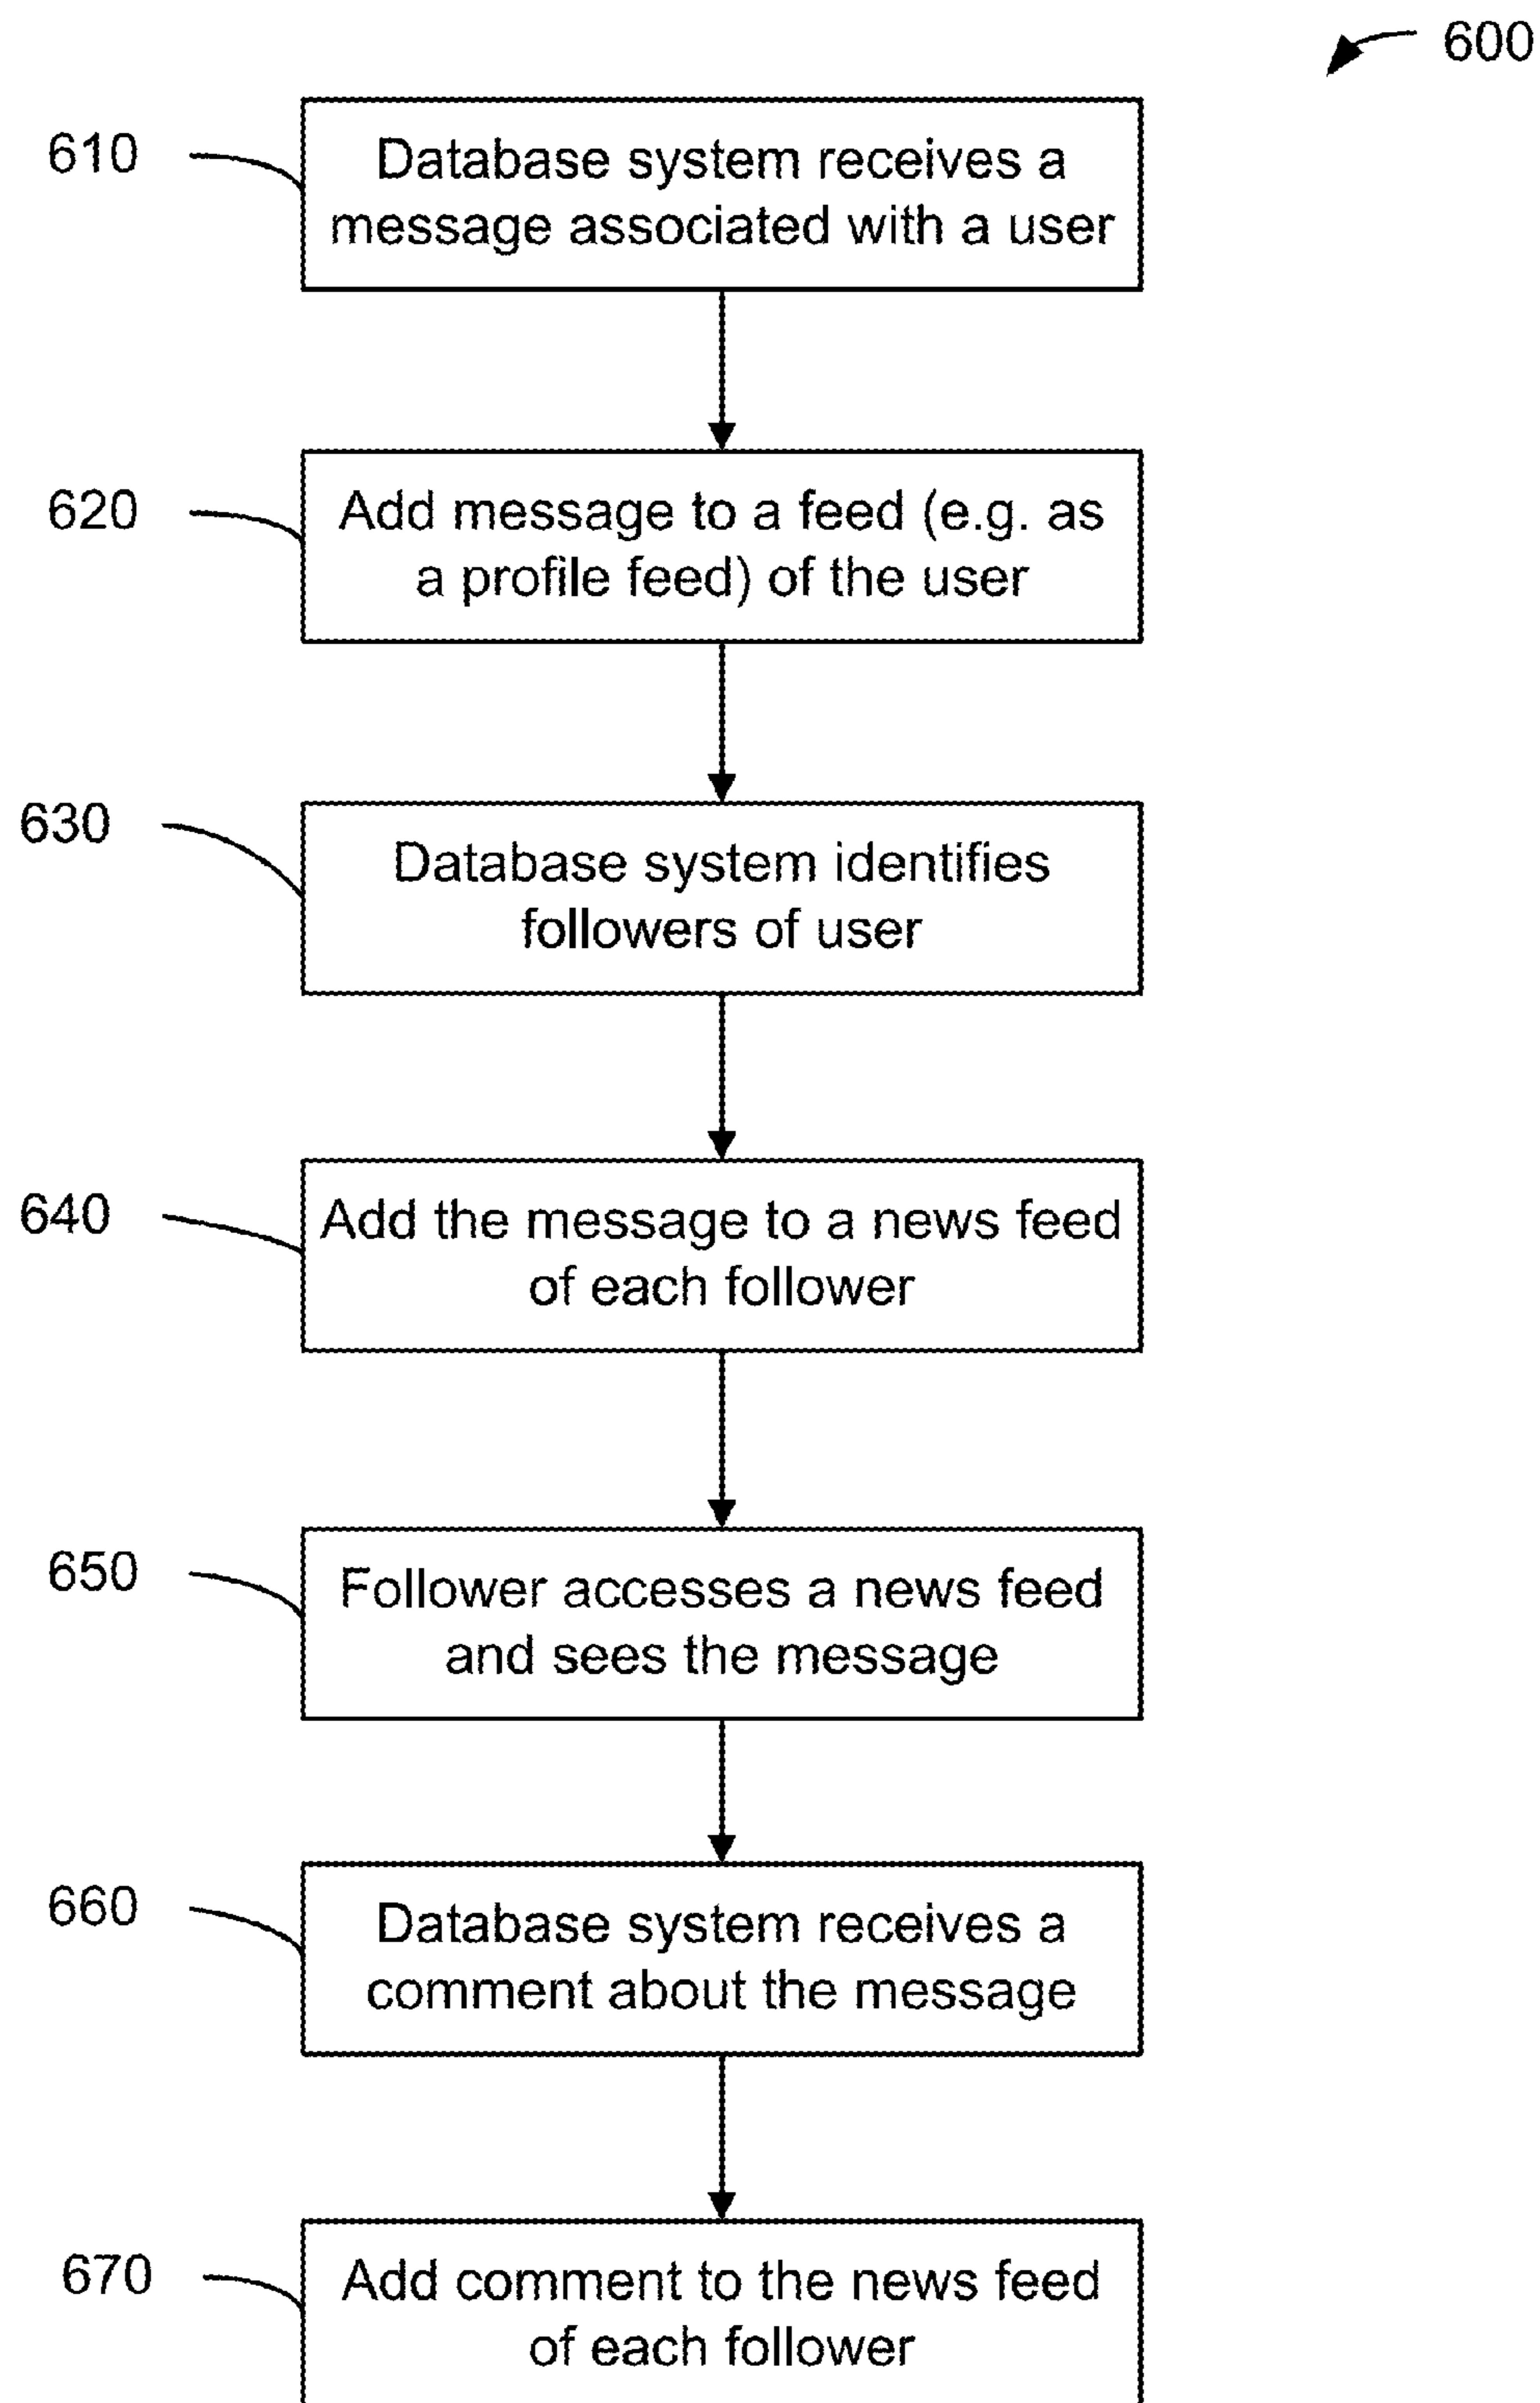 600
610
Database system receives a
message associated with a user
620
Add message to a feed (e.g. as
a profile feed) of the user
630
Database system identifies
followers of user
640
Add the message to a news feed
of each follower
650
Follower accesses a news feed
and sees the message
660
Database system receives a
comment about the message
670
Add comment to the news feed
of each follower